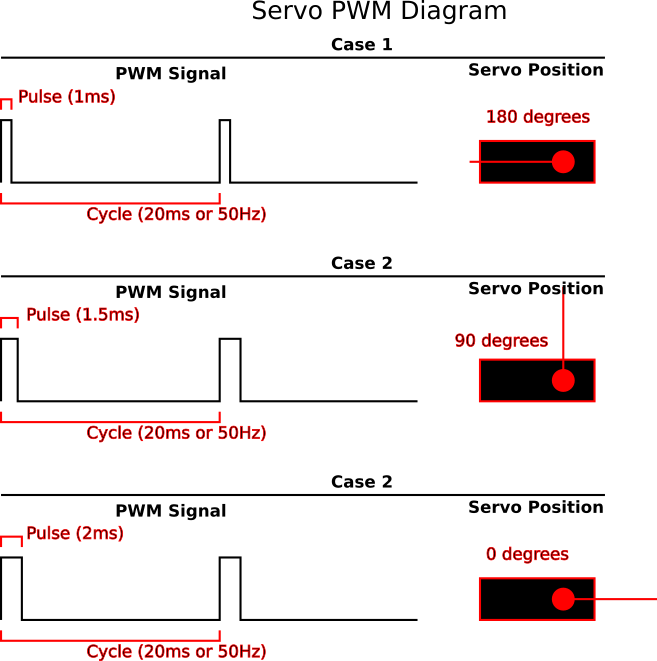 Servo PWM Diagram
Case 1
PWM Signal
Servo Position
Pulse (1ms)
180 degrees
Cycle (20ms or 50Hz)
Case 2
PWM Signal
Servo Position
Pulse (1.5ms)
90 degrees
Cycle (20ms or 50Hz)
Case 2
PWM Signal
Servo Position
Pulse (2ms)
0 degrees
Cycle (20ms or 50Hz)